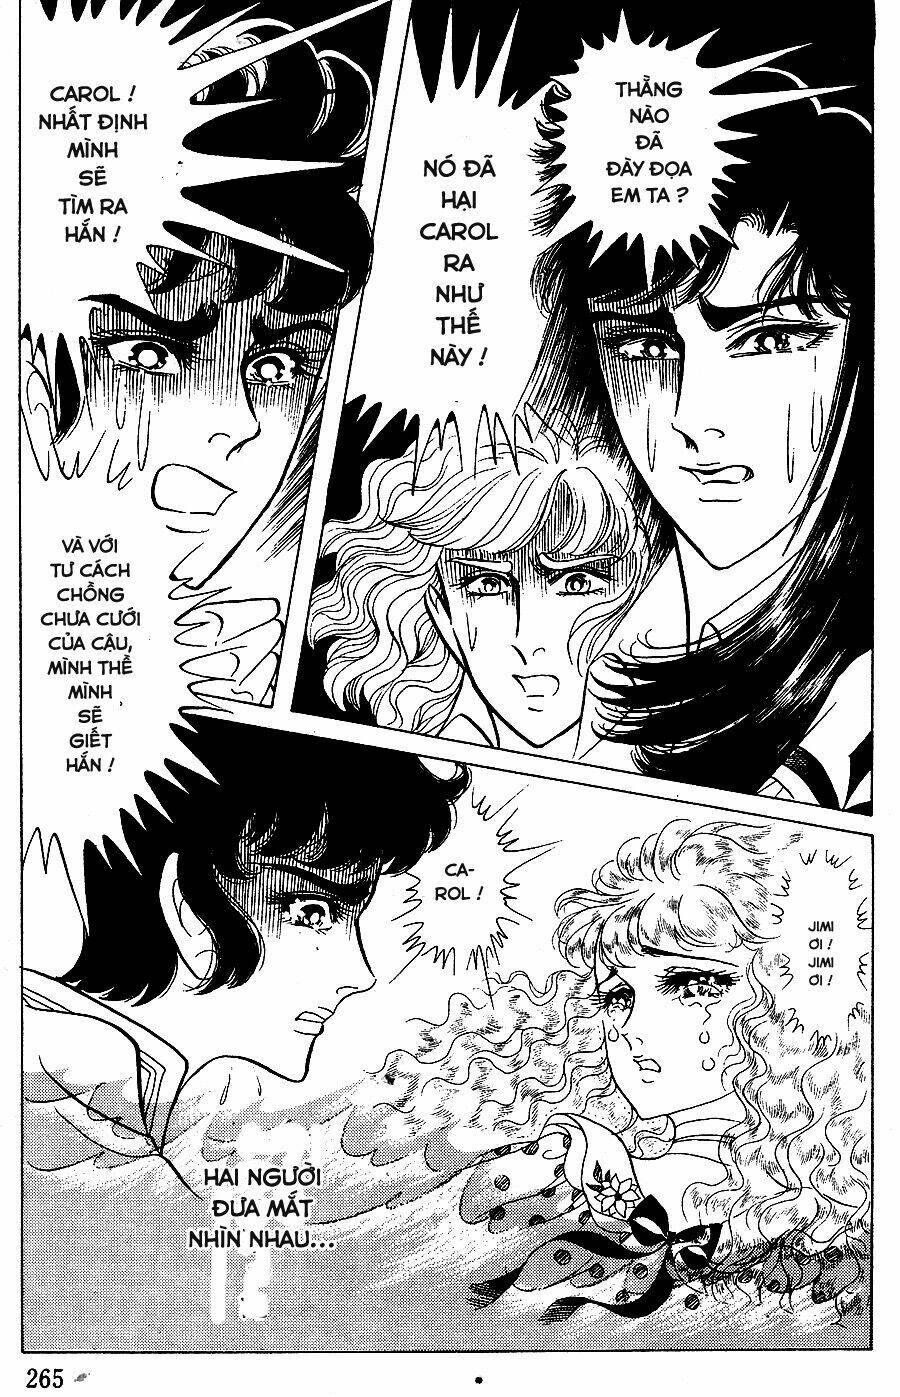 THẰNG
NÀO
ĐÃ
ĐÀY ĐỌA
EM TA ?
NÓ ĐÃ
HẠI
CAROL
RA
NHƯ
THẾ
NÀY !
CAROL !
NHẤT ĐỊNH
MÌNH
SẼ
TÌM RA
HẮN !
VÀ VỚI
TƯ CÁCH
CHỒNG
CHƯA CƯỚI
CỦA CẬU,
MÌNH THỀ
MÌNH
SẼ
GIẾT
HẮN !
JIMI
ƠI !
JIMI
ƠI !
CA-
ROL !
HAI NGƯỜI
ĐƯA MẮT
NHÌN NHAU...
265